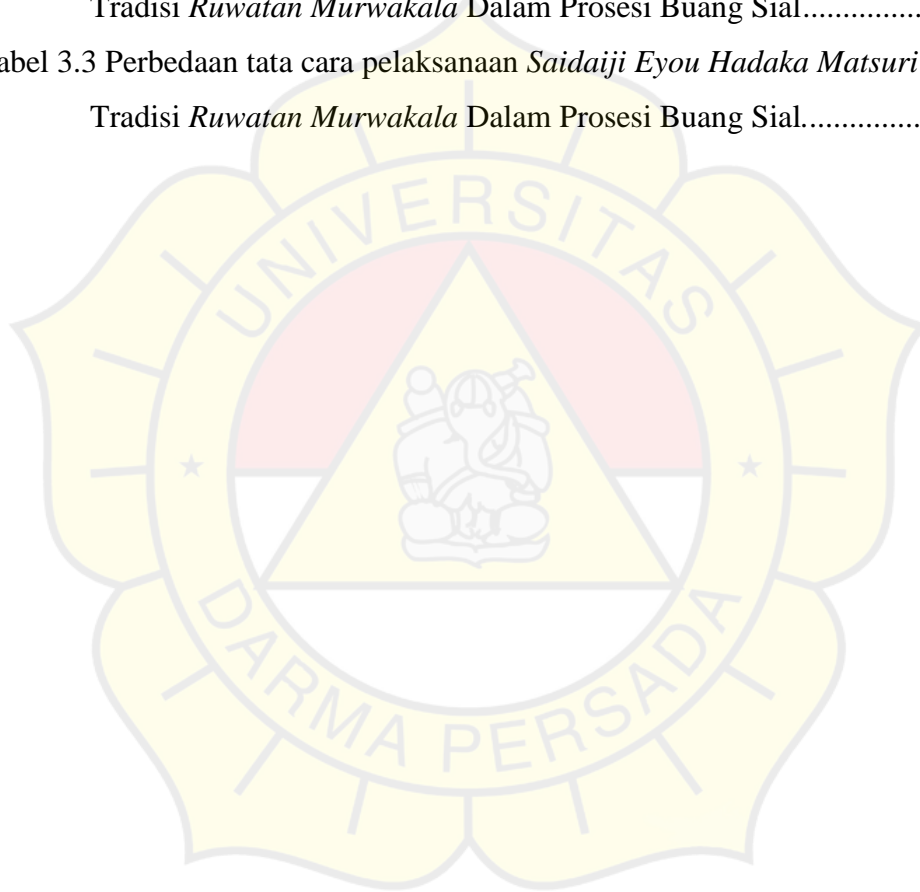 Tradisi Ruwatan Murwakala Dalam Prosesi Buang Sial...............
abel 3.3 Perbedaan tata cara pelaksanaan Saidaiji Eyou Hadaka Matsuri
Tradisi Ruwatan Murwakala Dalam Prosesi Buang Sial...............
UNIVERSITAS
DARMA PERSADA